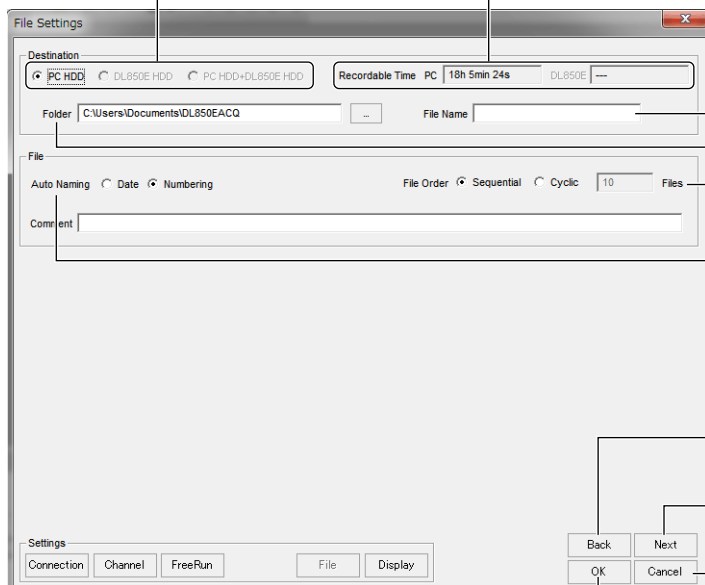 File Settings
Destination
PC HDD DL850E HDD PC HDD+DL850E HDD Recordable Time PC 18h 5min 24s DL850E ---
Folder C:\Users\Documents\DL850EACQ ... File Name
File
Auto Naming Date Numbering File Order Sequential Cyclic 10 Files
Comment
Settings
Connection Channel FreeRun File Display
Back Next
OK Cancel